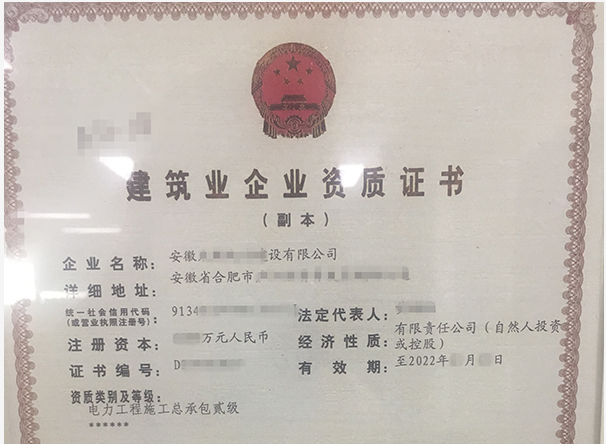 建筑业企业资质证书
（副本）
企业名称：安徽 设有限公司
详细地址：安徽省合肥市
统一社会信用代码
（或营业执照注册号）：9134
法定代表人：
注册资本：万元人民币
经济性质：有限责任公司（自然人投资
或控股）
证书编号：D
有效期：至2022年 月 日
资质类别及等级：
电力工程施工总承包贰级
******